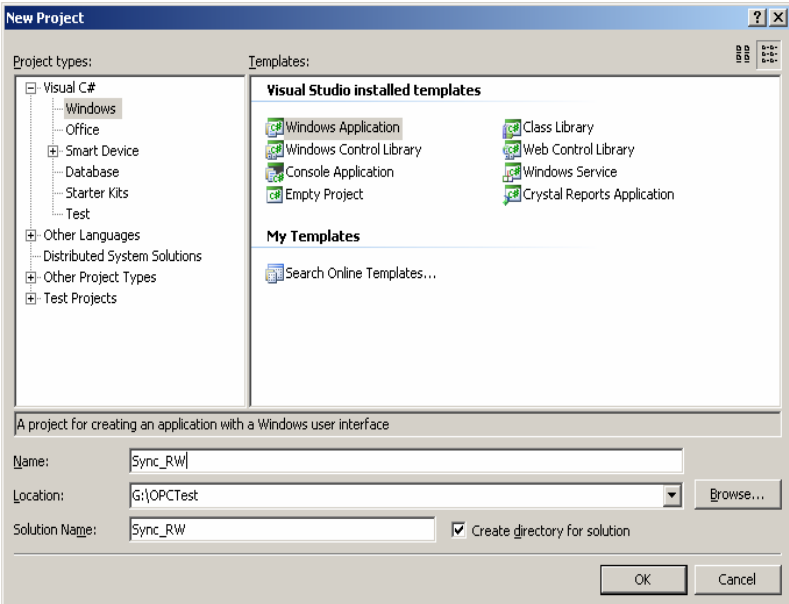 New Project
Project types:
Templates:
Visual C#
Windows
Office
Smart Device
Database
Starter Kits
Test
Other Languages
Distributed System Solutions
Other Project Types
Test Projects
Visual Studio installed templates
Windows Application
Class Library
Windows Control Library
Web Control Library
Console Application
Windows Service
Empty Project
Crystal Reports Application
My Templates
Search Online Templates...
A project for creating an application with a Windows user interface
Name: Sync_RW
Location: G:\OPCTest Browse...
Solution Name: Sync_RW Create directory for solution
OK Cancel